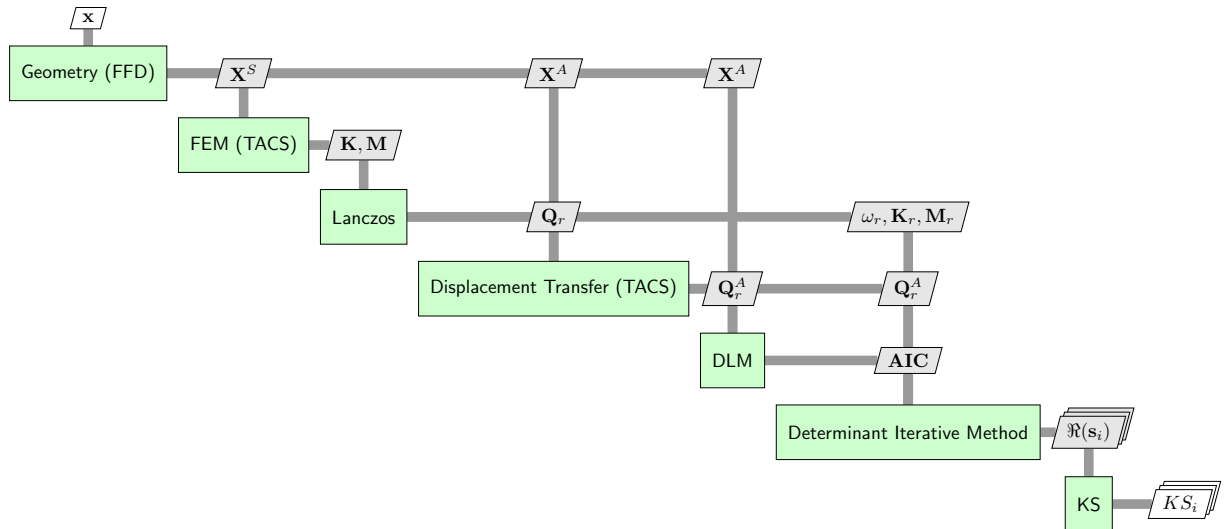 x
Geometry (FFD) X^S X^A X^A
FEM (TACS) K, M
Lanczos Q_r ω_r, K_r, M_r
Displacement Transfer (TACS) Q_r^A Q_r^A
DLM AIC
Determinant Iterative Method ℜ(s_i)
KS KS_i